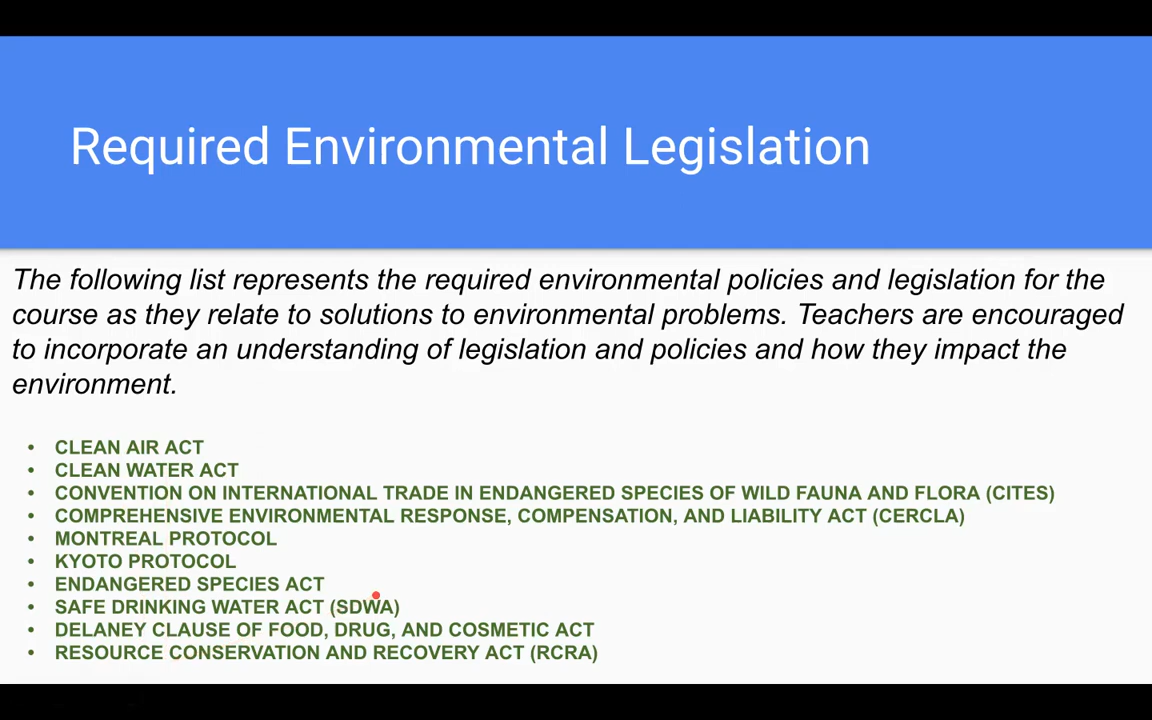 Required Environmental Legislation
The following list represents the required environmental policies and legislation for the
course as they relate to solutions to environmental problems. Teachers are encouraged
to incorporate an understanding of legislation and policies and how they impact the
environment.
• CLEAN AIR ACT
• CLEAN WATER ACT
• CONVENTION ON INTERNATIONAL TRADE IN ENDANGERED SPECIES OF WILD FAUNA AND FLORA (CITES)
• COMPREHENSIVE ENVIRONMENTAL RESPONSE, COMPENSATION, AND LIABILITY ACT (CERCLA)
• MONTREAL PROTOCOL
• KYOTO PROTOCOL
• ENDANGERED SPECIES ACT
• SAFE DRINKING WATER ACT (SDWA)
• DELANEY CLAUSE OF FOOD, DRUG, AND COSMETIC ACT
• RESOURCE CONSERVATION AND RECOVERY ACT (RCRA)